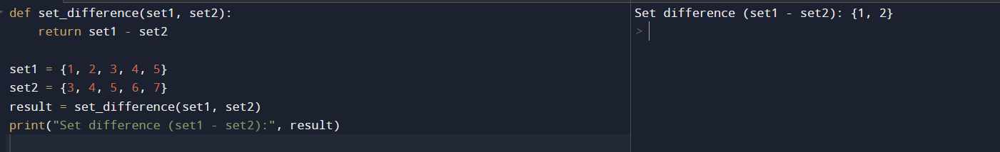 def set_difference(set1, set2):
    return set1 - set2

set1 = {1, 2, 3, 4, 5}
set2 = {3, 4, 5, 6, 7}
result = set_difference(set1, set2)
print("Set difference (set1 - set2):", result)
Set difference (set1 - set2): {1, 2}
>